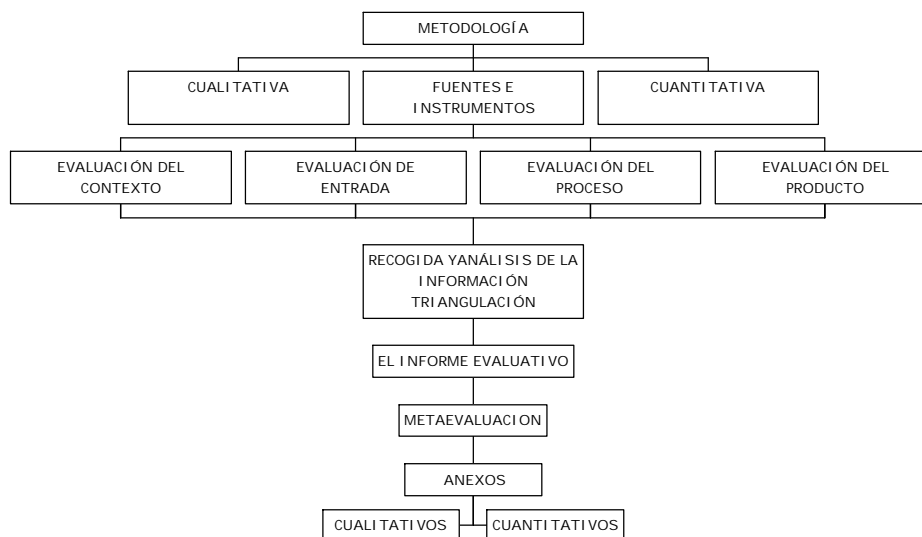 METODOLOGÍA
CUALITATIVA
FUENTES E
INSTRUMENTOS
CUANTITATIVA
EVALUACIÓN DEL
CONTEXTO
EVALUACIÓN DE
ENTRADA
EVALUACIÓN DEL
PROCESO
EVALUACIÓN DEL
PRODUCTO
RECOGIDA YANÁLISIS DE LA
INFORMACIÓN
TRIANGULACIÓN
EL INFORME EVALUATIVO
METAEVALUACION
ANEXOS
CUALITATIVOS
CUANTITATIVOS